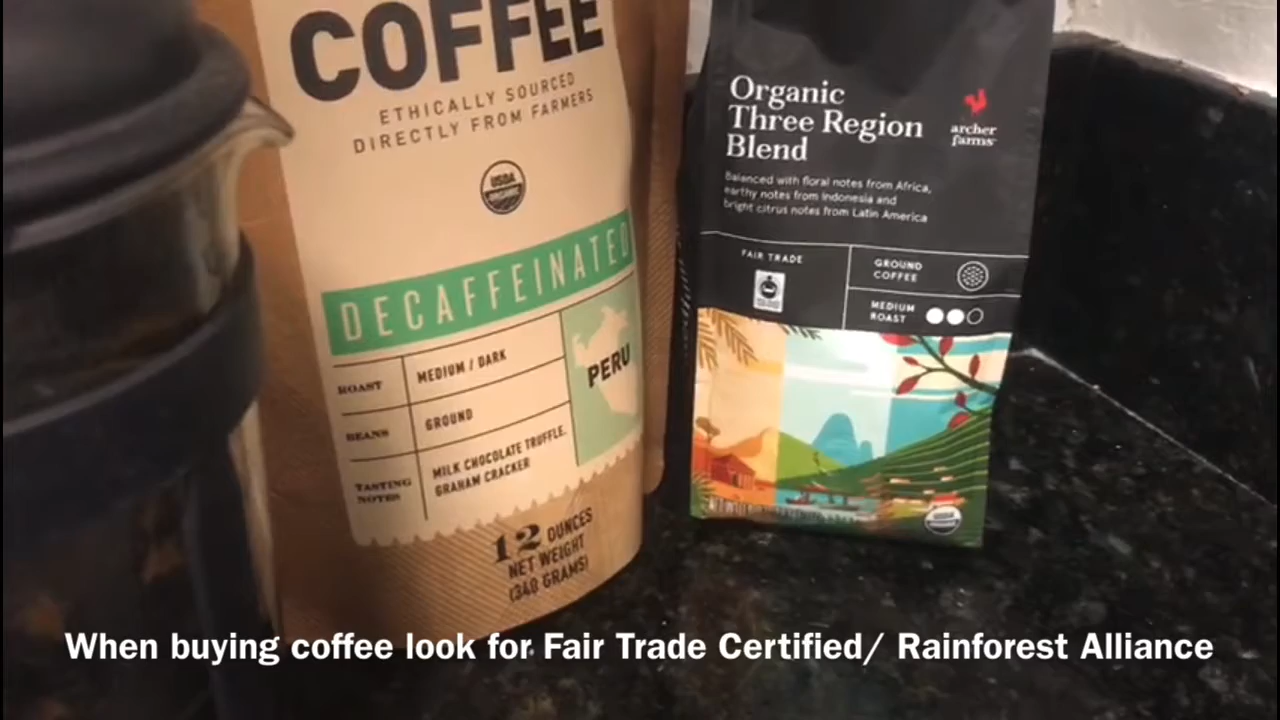 COFFEE
ETHICALLY SOURCED
DIRECTLY FROM FARMERS
USDA
ORGANIC
DECAFFEINATED
ROAST
MEDIUM / DARK
BEANS
GROUND
TASTING
NOTES
MILK CHOCOLATE TRUFFLE,
GRAHAM CRACKER
PERU
12 OUNCES
NET WEIGHT
(340 GRAMS)
Organic
Three Region
Blend
archer
farms
Balanced with floral notes from Africa,
earthy notes from Indonesia and
bright citrus notes from Latin America
FAIR TRADE
GROUND
COFFEE
MEDIUM
ROAST
USDA
When buying coffee look for Fair Trade Certified/ Rainforest Alliance